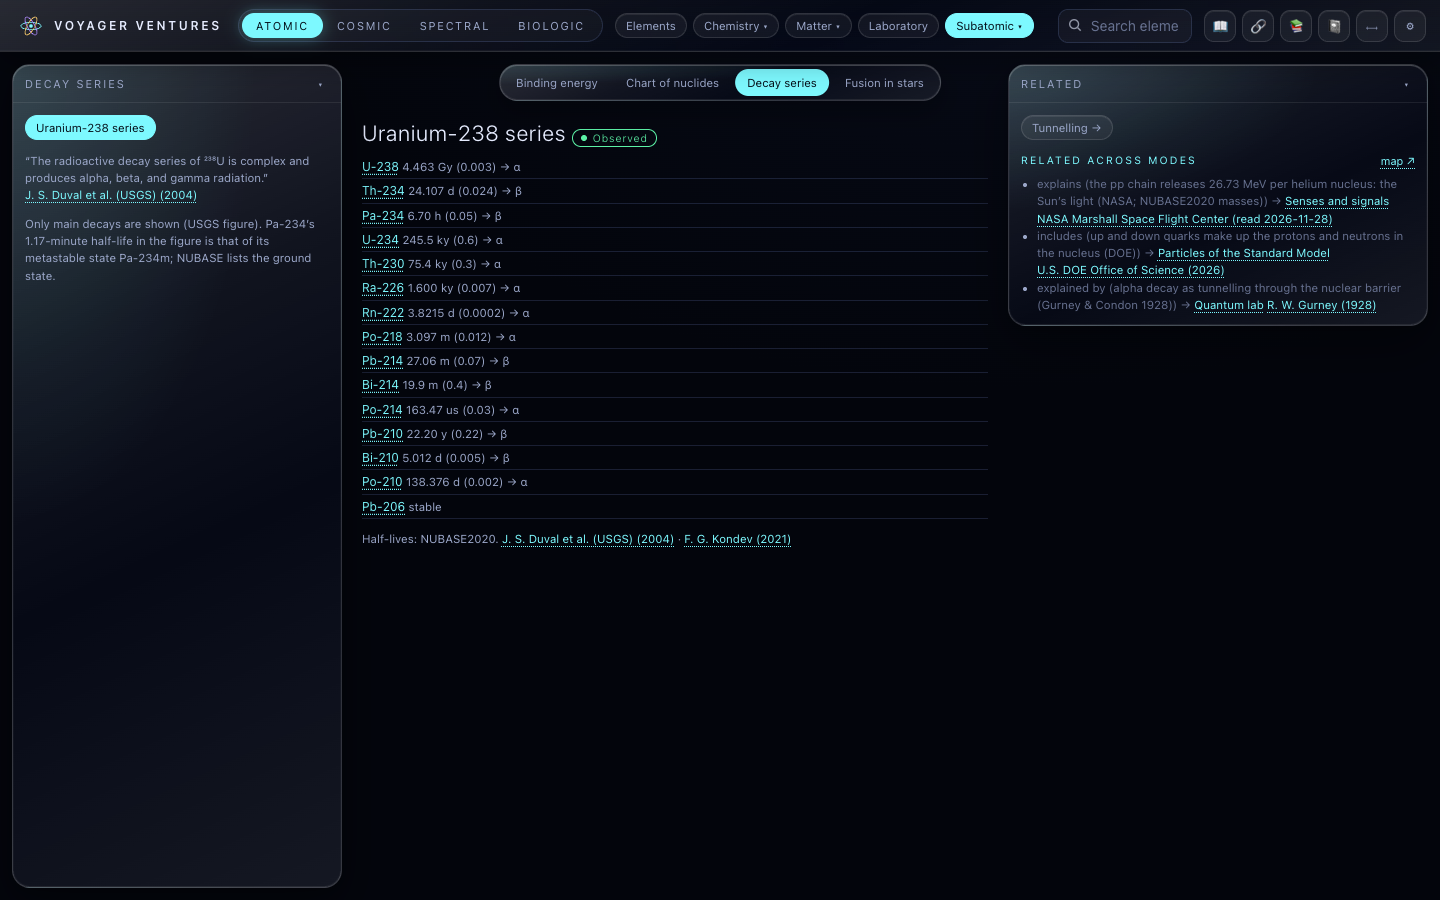 VOYAGER VENTURES
ATOMIC COSMIC SPECTRAL BIOLOGIC
Elements Chemistry ▾ Matter ▾ Laboratory Subatomic ▾
Search eleme
DECAY SERIES
Uranium-238 series
“The radioactive decay series of ²³⁸U is complex and
produces alpha, beta, and gamma radiation.”
J. S. Duval et al. (USGS) (2004)
Only main decays are shown (USGS figure). Pa-234's
1.17-minute half-life in the figure is that of its
metastable state Pa-234m; NUBASE lists the ground
state.
Binding energy Chart of nuclides Decay series Fusion in stars
Uranium-238 series Observed
U-238 4.463 Gy (0.003) → α
Th-234 24.107 d (0.024) → β
Pa-234 6.70 h (0.05) → β
U-234 245.5 ky (0.6) → α
Th-230 75.4 ky (0.3) → α
Ra-226 1.600 ky (0.007) → α
Rn-222 3.8215 d (0.0002) → α
Po-218 3.097 m (0.012) → α
Pb-214 27.06 m (0.07) → β
Bi-214 19.9 m (0.4) → β
Po-214 163.47 us (0.03) → α
Pb-210 22.20 y (0.22) → β
Bi-210 5.012 d (0.005) → β
Po-210 138.376 d (0.002) → α
Pb-206 stable
Half-lives: NUBASE2020. J. S. Duval et al. (USGS) (2004) · F. G. Kondev (2021)
RELATED
Tunnelling →
RELATED ACROSS MODES map ↗
explains (the pp chain releases 26.73 MeV per helium nucleus: the
Sun's light (NASA; NUBASE2020 masses)) → Senses and signals
NASA Marshall Space Flight Center (read 2026-11-28)
includes (up and down quarks make up the protons and neutrons in
the nucleus (DOE)) → Particles of the Standard Model
U.S. DOE Office of Science (2026)
explained by (alpha decay as tunnelling through the nuclear barrier
(Gurney & Condon 1928)) → Quantum lab R. W. Gurney (1928)